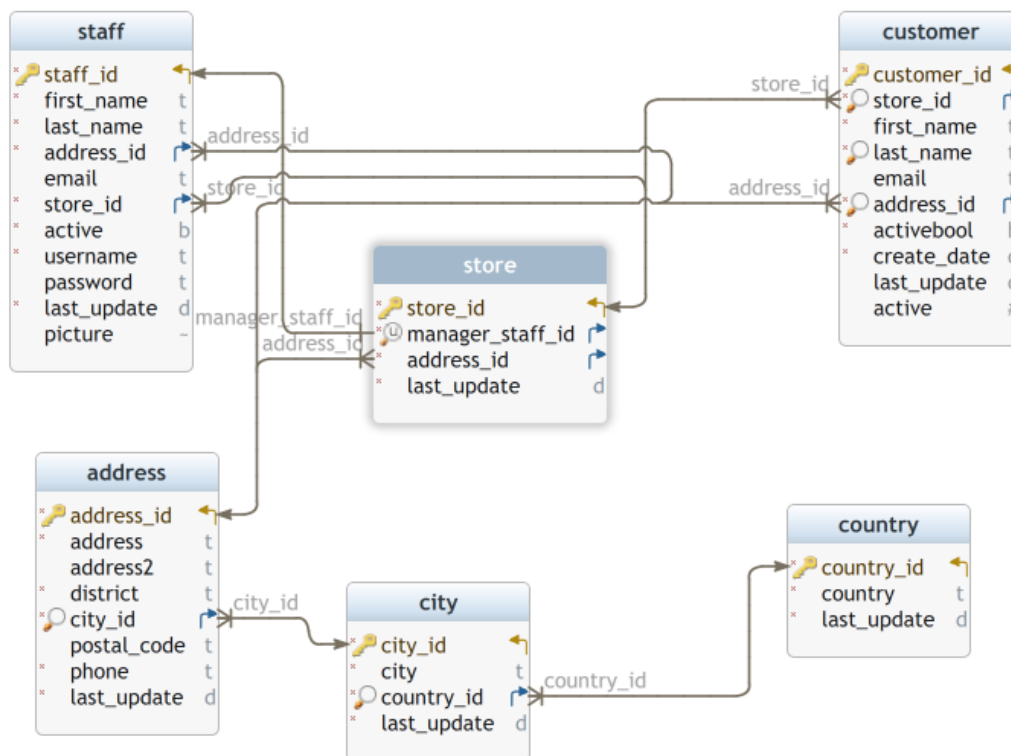 staff
staff_id
first_name t
last_name t
address_id
email t
store_id
active b
username t
password t
last_update d
picture ~
customer
customer_id
store_id
first_name t
last_name t
email t
address_id
activebool
create_date
last_update
active
store_id
address_id
address_id
store_id
manager_staff_id
address_id
store
store_id
u manager_staff_id
address_id
last_update d
address
address_id
address t
address2 t
district t
city_id
postal_code t
phone t
last_update d
city_id
city
city_id
city t
country_id
last_update d
country_id
country
country_id
country t
last_update d